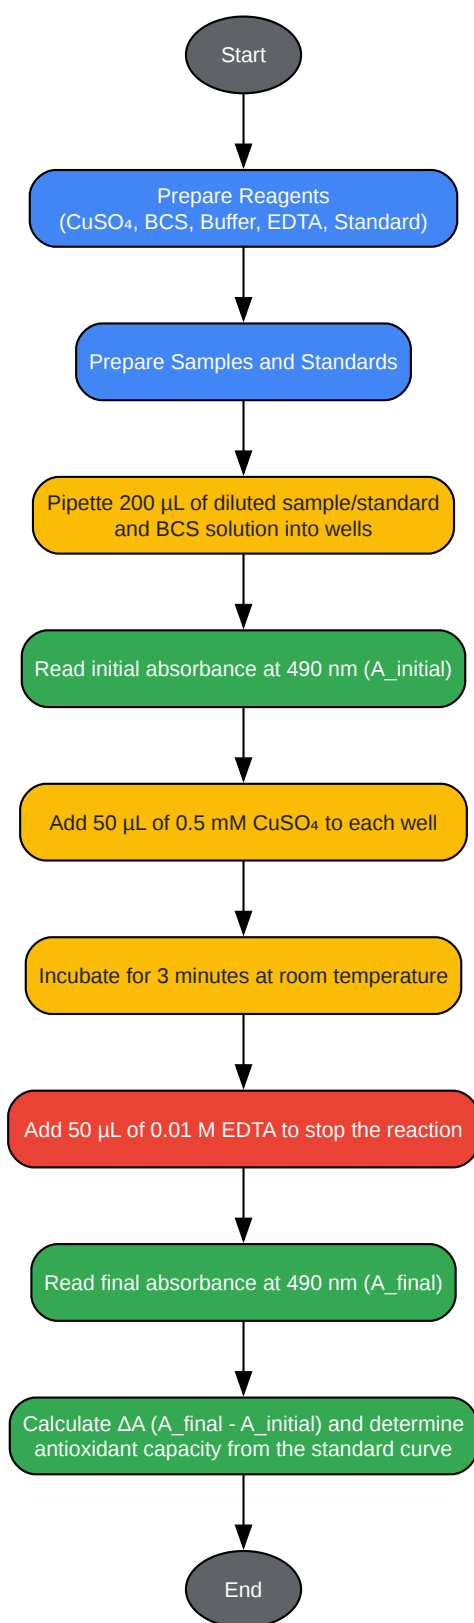 Start
Prepare Reagents
(CuSO₄, BCS, Buffer, EDTA, Standard)
Prepare Samples and Standards
Pipette 200 µL of diluted sample/standard
and BCS solution into wells
Read initial absorbance at 490 nm (A_initial)
Add 50 µL of 0.5 mM CuSO₄ to each well
Incubate for 3 minutes at room temperature
Add 50 µL of 0.01 M EDTA to stop the reaction
Read final absorbance at 490 nm (A_final)
Calculate ΔA (A_final - A_initial) and determine
antioxidant capacity from the standard curve
End